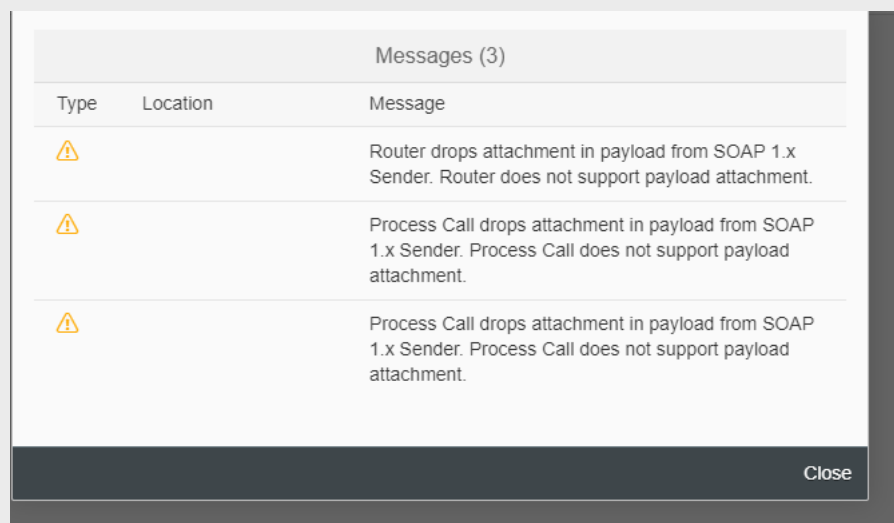 Messages (3)
Type Location Message
Router drops attachment in payload from SOAP 1.x
Sender. Router does not support payload attachment.
Process Call drops attachment in payload from SOAP
1.x Sender. Process Call does not support payload
attachment.
Process Call drops attachment in payload from SOAP
1.x Sender. Process Call does not support payload
attachment.
Close